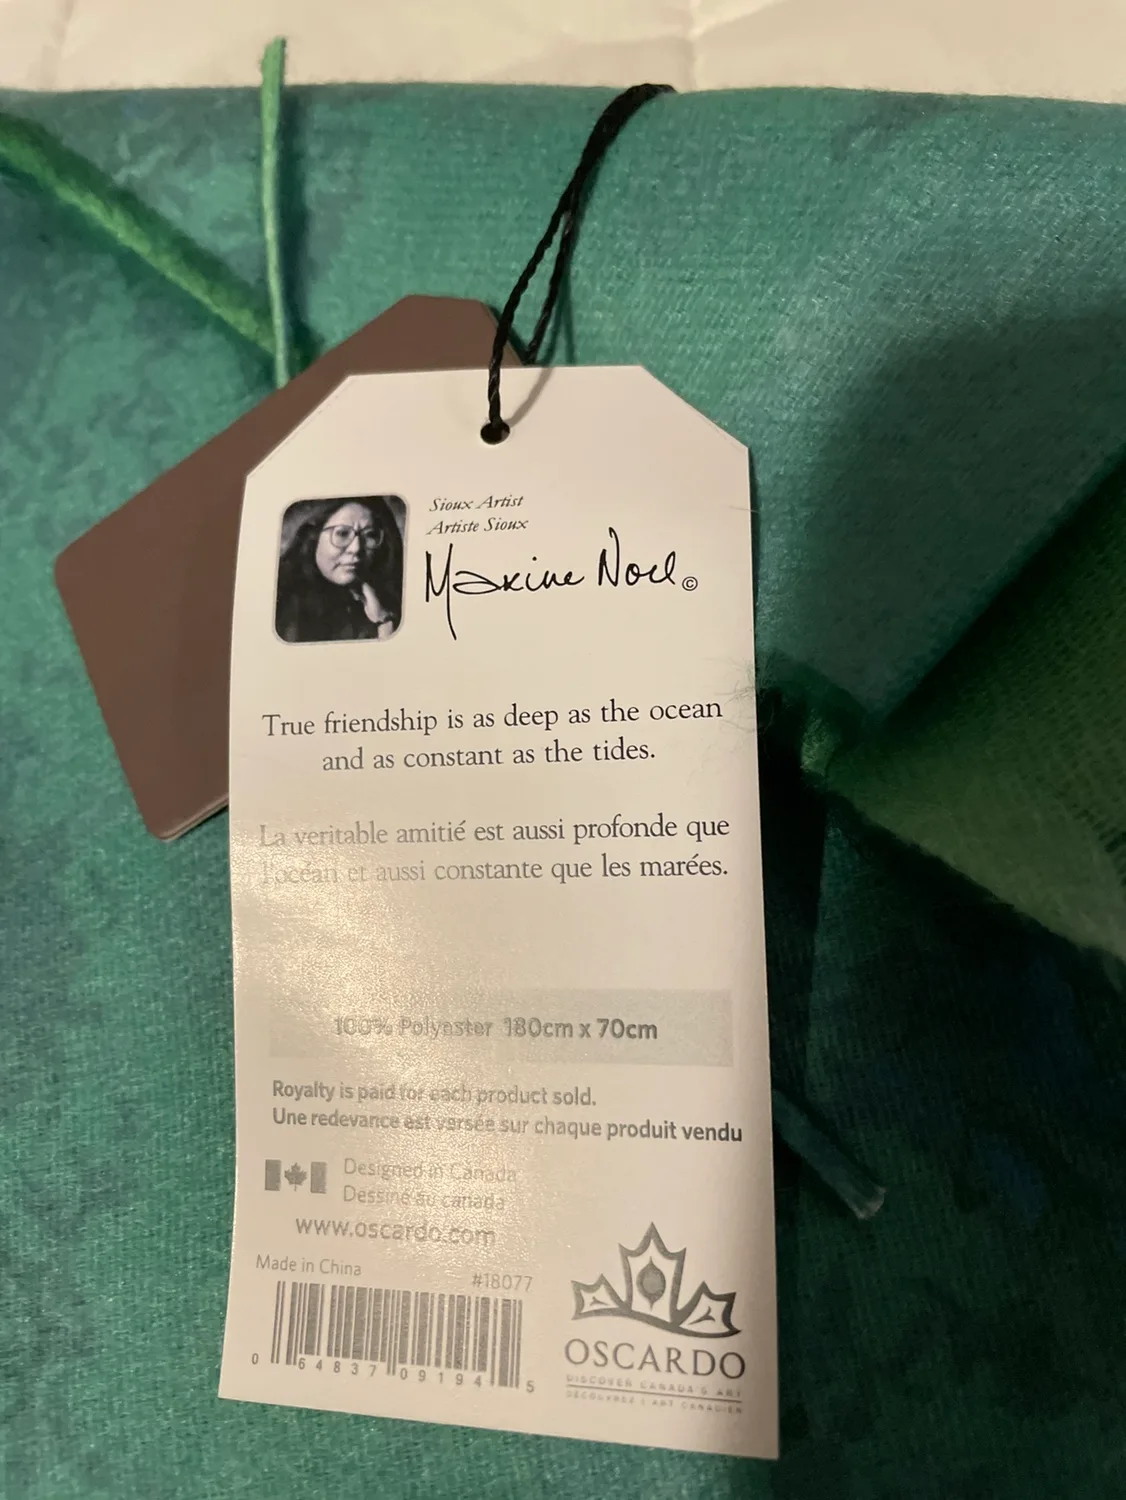 Sioux Artist
Artiste Sioux
Maxine Noel ©
True friendship is as deep as the ocean
and as constant as the tides.
La veritable amitié est aussi profonde que
l'océan et aussi constante que les marées.
100% Polyester 180cm x 70cm
Royalty is paid for each product sold.
Une redevance est versée sur chaque produit vendu
Designed in Canada
Dessiné au canada
www.oscardo.com
Made in China
#18077
0 64837 09194 5
OSCARDO
DISCOVER CANADA'S ART
DÉCOUVREZ L'ART CANADIEN